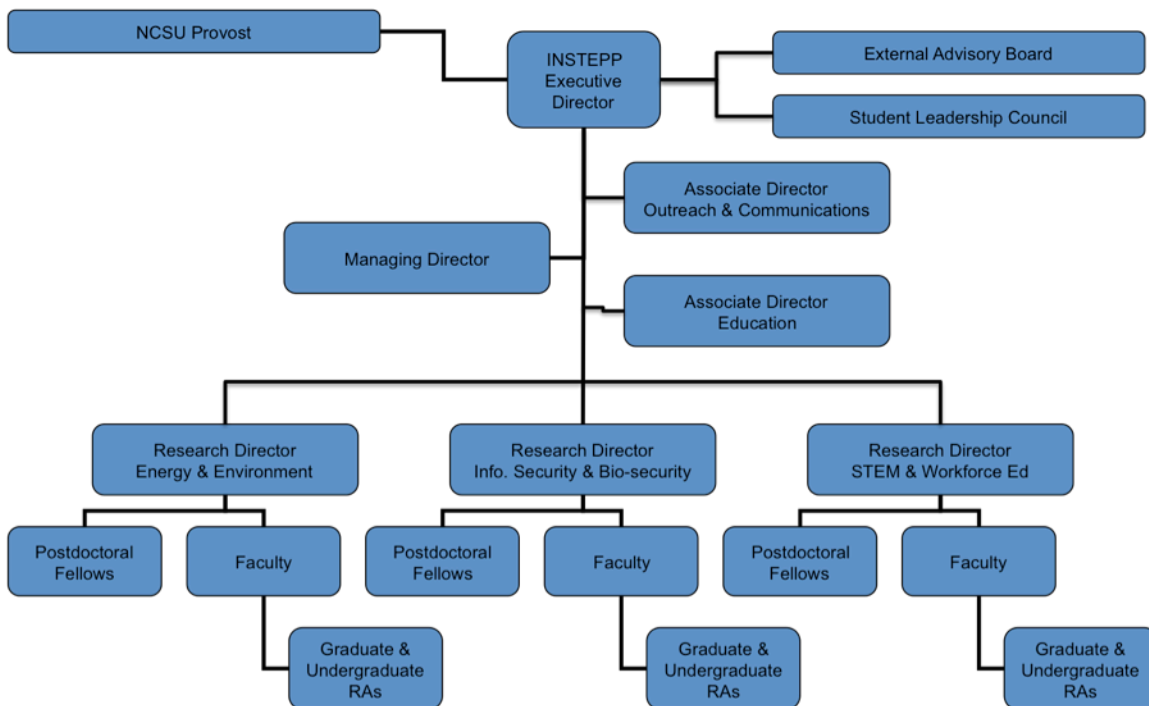 NCSU Provost
INSTEPP
Executive
Director
External Advisory Board
Student Leadership Council
Associate Director
Outreach & Communications
Managing Director
Associate Director
Education
Research Director
Energy & Environment
Research Director
Info. Security & Bio-security
Research Director
STEM & Workforce Ed
Postdoctoral
Fellows
Faculty
Postdoctoral
Fellows
Faculty
Postdoctoral
Fellows
Faculty
Graduate &
Undergraduate
RAs
Graduate &
Undergraduate
RAs
Graduate &
Undergraduate
RAs